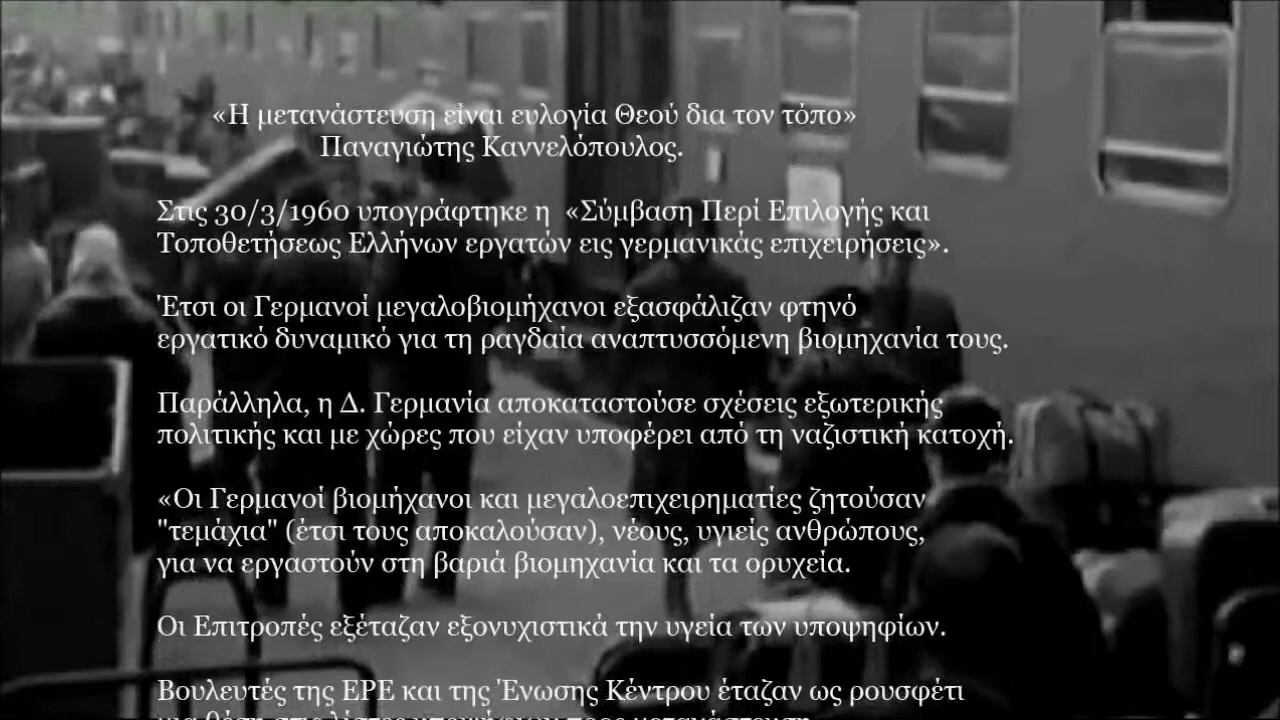 «Η μετανάστευση είναι ευλογία Θεού δια τον τόπο»
Παναγιώτης Καννελόπουλος.
Στις 30/3/1960 υπογράφτηκε η «Σύμβαση Περί Επιλογής και
Τοποθετήσεως Ελλήνων εργατών εις γερμανικάς επιχειρήσεις».
Έτσι οι Γερμανοί μεγαλοβιομήχανοι εξασφάλιζαν φτηνό
εργατικό δυναμικό για τη ραγδαία αναπτυσσόμενη βιομηχανία τους.
Παράλληλα, η Δ. Γερμανία αποκαταστούσε σχέσεις εξωτερικής
πολιτικής και με χώρες που είχαν υποφέρει από τη ναζιστική κατοχή.
«Οι Γερμανοί βιομήχανοι και μεγαλοεπιχειρηματίες ζητούσαν
"τεμάχια" (έτσι τους αποκαλούσαν), νέους, υγιείς ανθρώπους,
για να εργαστούν στη βαριά βιομηχανία και τα ορυχεία.
Οι Επιτροπές εξέταζαν εξονυχιστικά την υγεία των υποψηφίων.
Βουλευτές της ΕΡΕ και της Ένωσης Κέντρου έταζαν ως ρουσφέτι